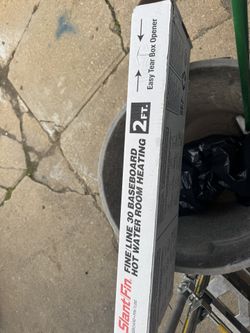 Easy Tear Box Opener
Slant/Fin
FINE/LINE 30 BASEBOARD
HOT WATER ROOM HEATING
2 FT.